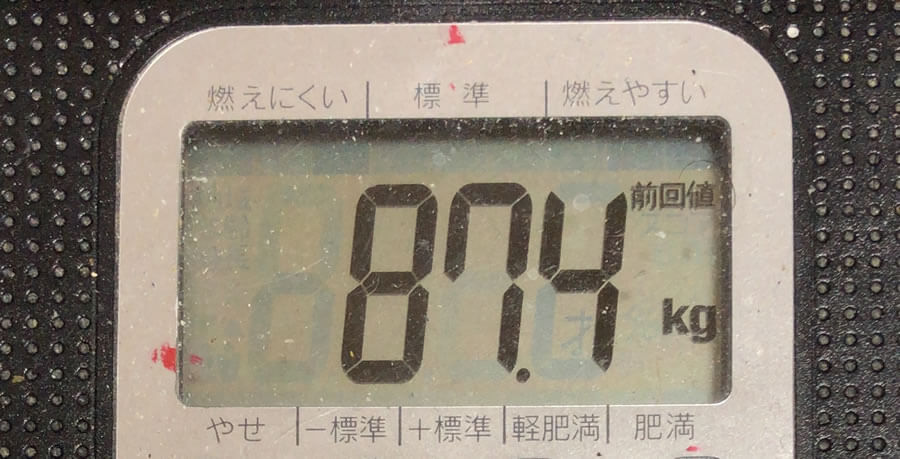 燃えにくい 標準 燃えやすい
前回値
87.4 kg
やせ －標準 ＋標準 軽肥満 肥満